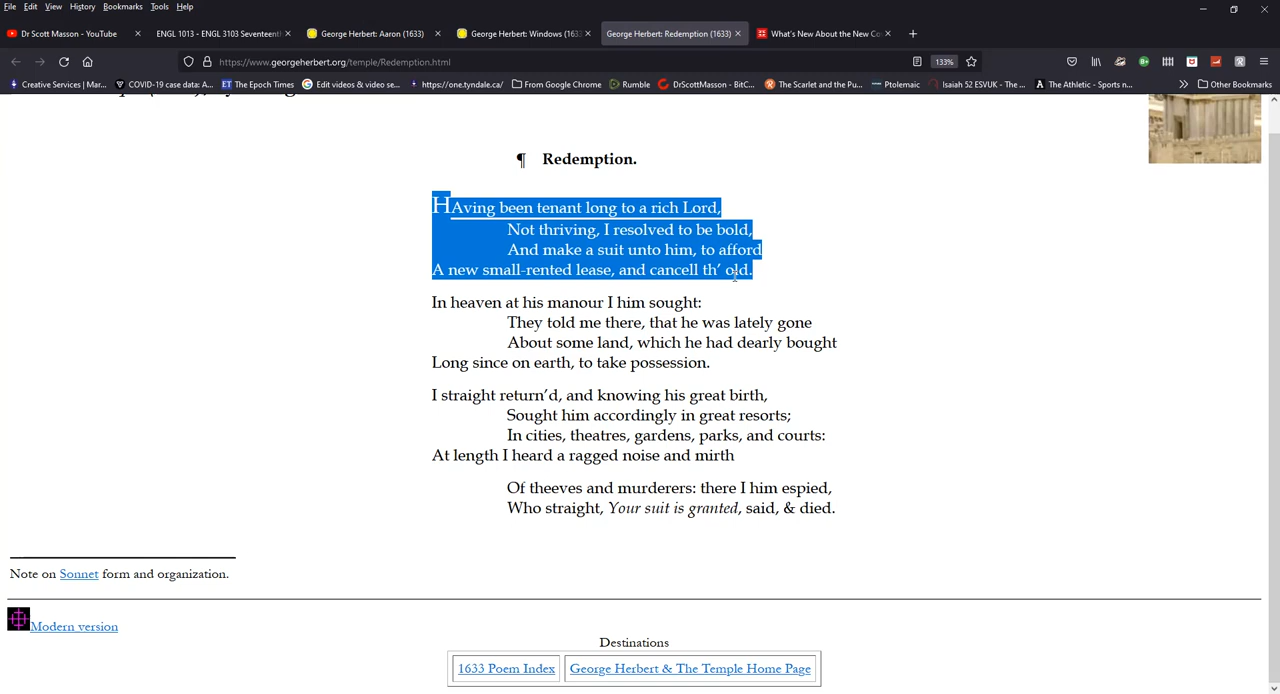 File Edit View History Bookmarks Tools Help
Dr Scott Masson - YouTube ENGL 1013 - ENGL 3103 Seventeenth George Herbert: Aaron (1633) George Herbert: Windows (1633 George Herbert: Redemption (1633) What's New About the New Co
https://www.georgeherbert.org/temple/Redemption.html 133%
Creative Services | Mar... COVID-19 case data: A... The Epoch Times Edit videos & video se... https://one.tyndale.ca/ From Google Chrome Rumble DrScottMasson - BitC... The Scarlet and the Pu... Ptolemaic Isaiah 52 ESVUK - The ... The Athletic - Sports n... Other Bookmarks
¶ Redemption.
HAving been tenant long to a rich Lord,
Not thriving, I resolved to be bold,
And make a suit unto him, to afford
A new small-rented lease, and cancell th’ old.
In heaven at his manour I him sought:
They told me there, that he was lately gone
About some land, which he had dearly bought
Long since on earth, to take possession.
I straight return’d, and knowing his great birth,
Sought him accordingly in great resorts;
In cities, theatres, gardens, parks, and courts:
At length I heard a ragged noise and mirth
Of theeves and murderers: there I him espied,
Who straight, Your suit is granted, said, & died.
Note on Sonnet form and organization.
Modern version
Destinations
1633 Poem Index George Herbert & The Temple Home Page